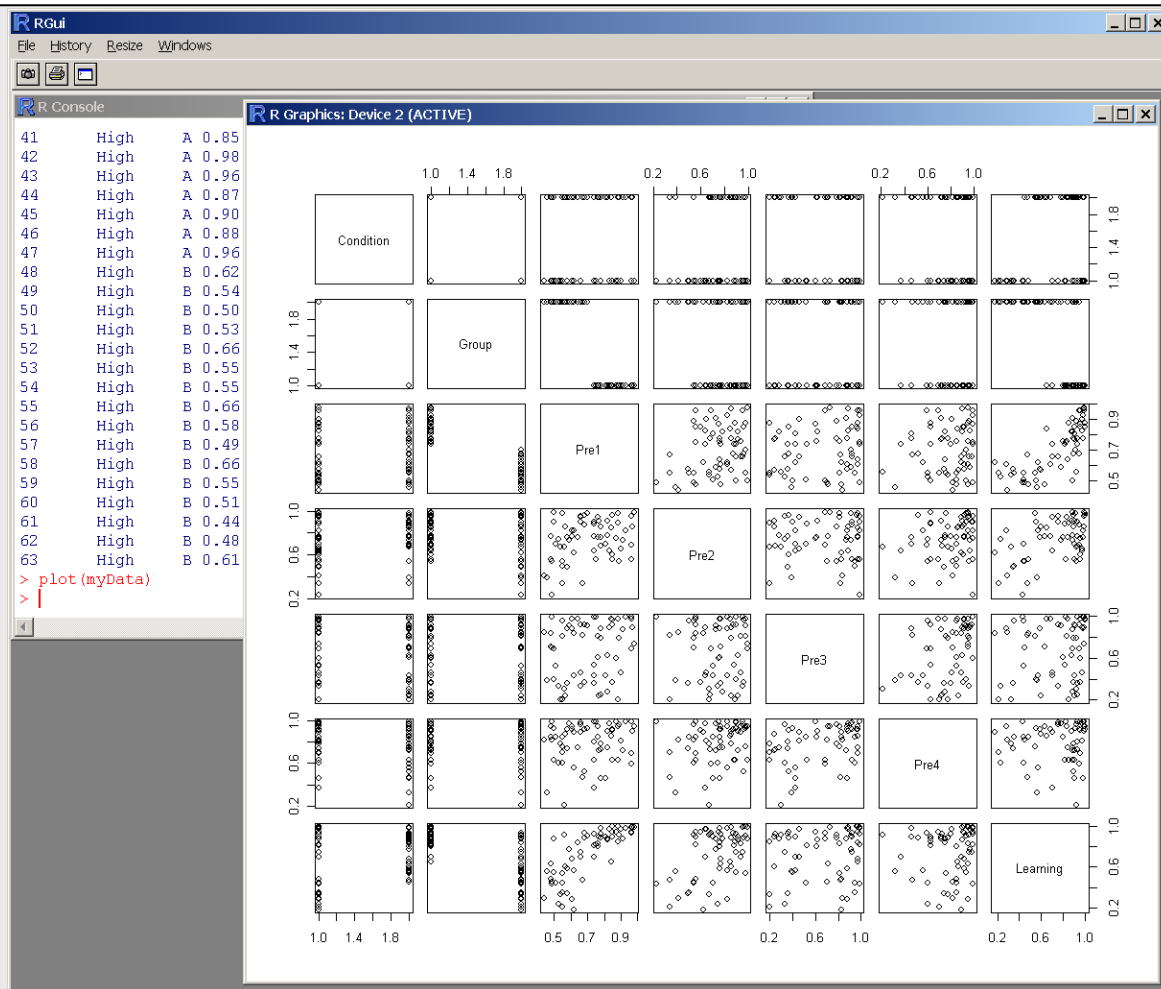 RGui
File History Resize Windows
R Console
R Graphics: Device 2 (ACTIVE)
41 High A 0.85
42 High A 0.98
43 High A 0.96
44 High A 0.87
45 High A 0.90
46 High A 0.88
47 High A 0.96
48 High B 0.62
49 High B 0.54
50 High B 0.50
51 High B 0.53
52 High B 0.66
53 High B 0.55
54 High B 0.55
55 High B 0.66
56 High B 0.58
57 High B 0.49
58 High B 0.66
59 High B 0.55
60 High B 0.51
61 High B 0.44
62 High B 0.48
63 High B 0.61
> plot(myData)
>
1.0 1.8 0.2 0.6 1.0 0.2 0.6 1.0
Condition
1.0 1.4 1.8
Group
1.0 1.4 1.8
Pre1
0.5 0.7 0.9
Pre2
0.2 0.6 1.0
Pre3
0.2 0.6 1.0
Pre4
0.2 0.6 1.0
Learning
0.2 0.6 1.0
1.0 1.4 1.8 0.5 0.7 0.9 0.2 0.6 1.0 0.2 0.6 1.0